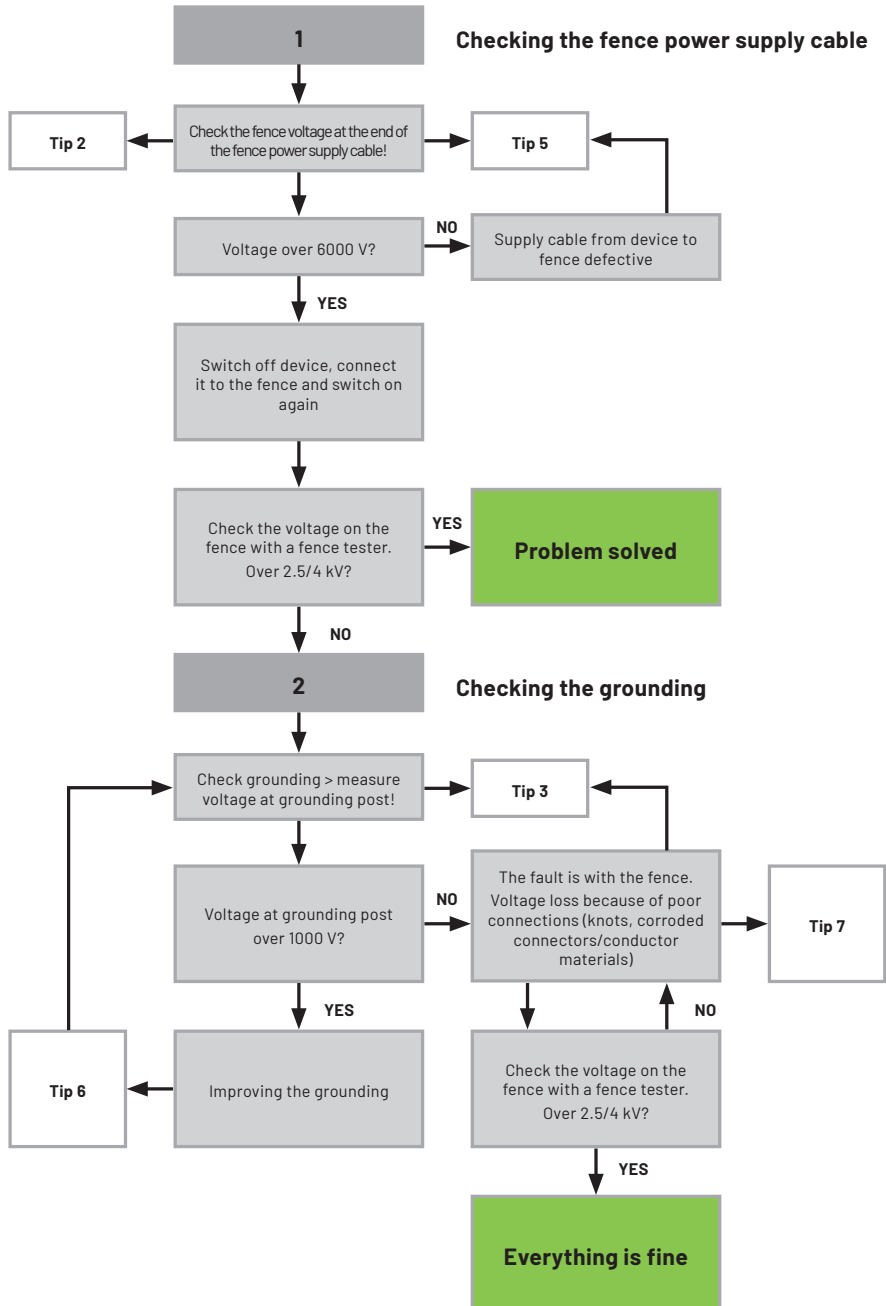 1
Checking the fence power supply cable
Tip 2
Check the fence voltage at the end of
the fence power supply cable!
Tip 5
Voltage over 6000 V?
NO
Supply cable from device to
fence defective
YES
Switch off device, connect
it to the fence and switch on
again
Check the voltage on the
fence with a fence tester.
Over 2.5/4 kV?
YES
Problem solved
NO
2
Checking the grounding
Check grounding > measure
voltage at grounding post!
Tip 3
Voltage at grounding post
over 1000 V?
NO
The fault is with the fence.
Voltage loss because of poor
connections (knots, corroded
connectors/conductor
materials)
Tip 7
YES
NO
Tip 6
Improving the grounding
Check the voltage on the
fence with a fence tester.
Over 2.5/4 kV?
YES
Everything is fine